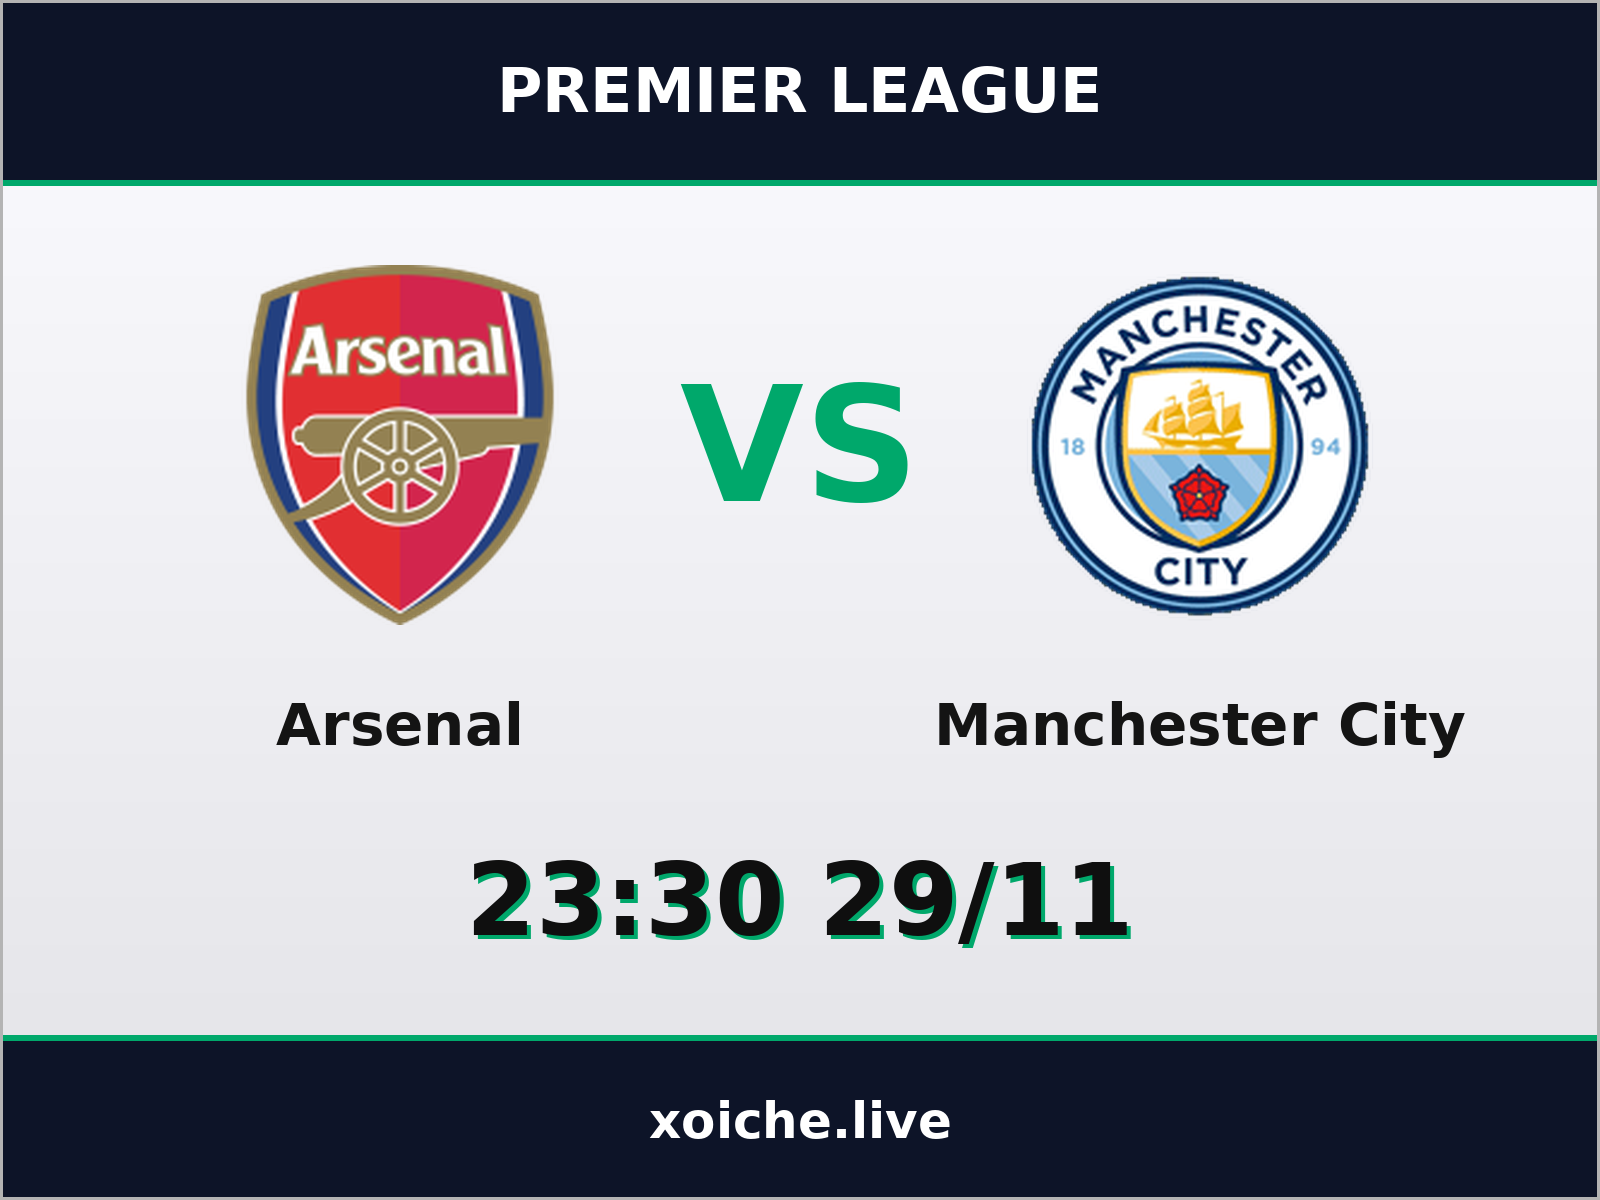 PREMIER LEAGUE
Arsenal
MANCHESTER
18 94
CITY
VS
Arsenal
Manchester City
23:30 29/11
xoiche.live